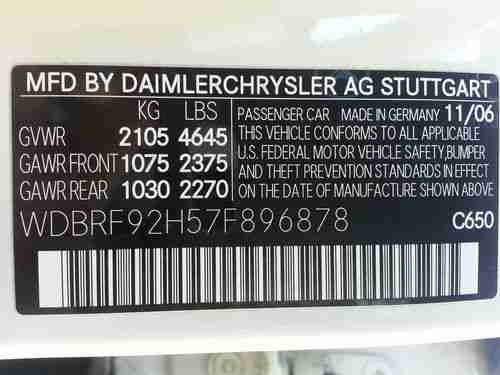 MFD BY DAIMLERCHRYSLER AG STUTTGART
KG LBS
GVWR 2105 4645
GAWR FRONT 1075 2375
GAWR REAR 1030 2270
PASSENGER CAR MADE IN GERMANY 11/06
THIS VEHICLE CONFORMS TO ALL APPLICABLE
U.S. FEDERAL MOTOR VEHICLE SAFETY,BUMPER
AND THEFT PREVENTION STANDARDS IN EFFECT
ON THE DATE OF MANUFACTURE SHOWN ABOVE.
WDBRF92H57F896878 C650